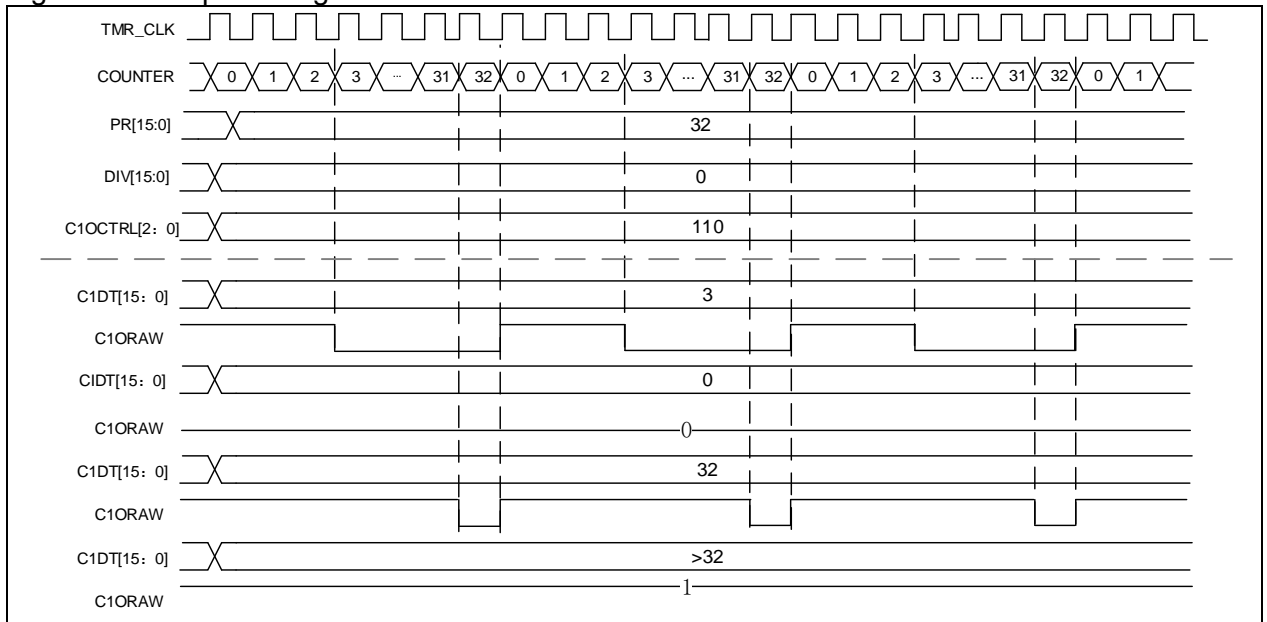 TMR_CLK
COUNTER 0 1 2 3 ... 31 32 0 1 2 3 ... 31 32 0 1 2 3 ... 31 32 0 1
PR[15:0] 32
DIV[15:0] 0
C1OCTRL[2：0] 110
C1DT[15：0] 3
C1ORAW
CIDT[15：0] 0
C1ORAW 0
C1DT[15：0] 32
C1ORAW
C1DT[15：0] >32
C1ORAW 1